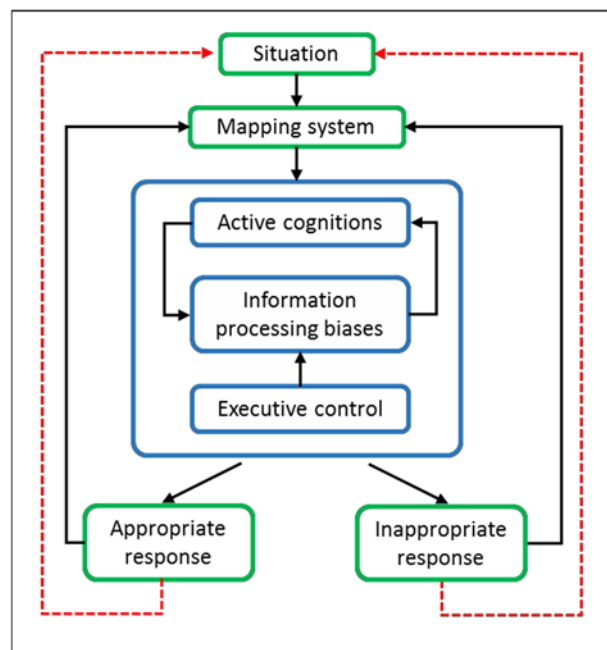 Situation
Mapping system
Active cognitions
Information
processing biases
Executive control
Appropriate
response
Inappropriate
response